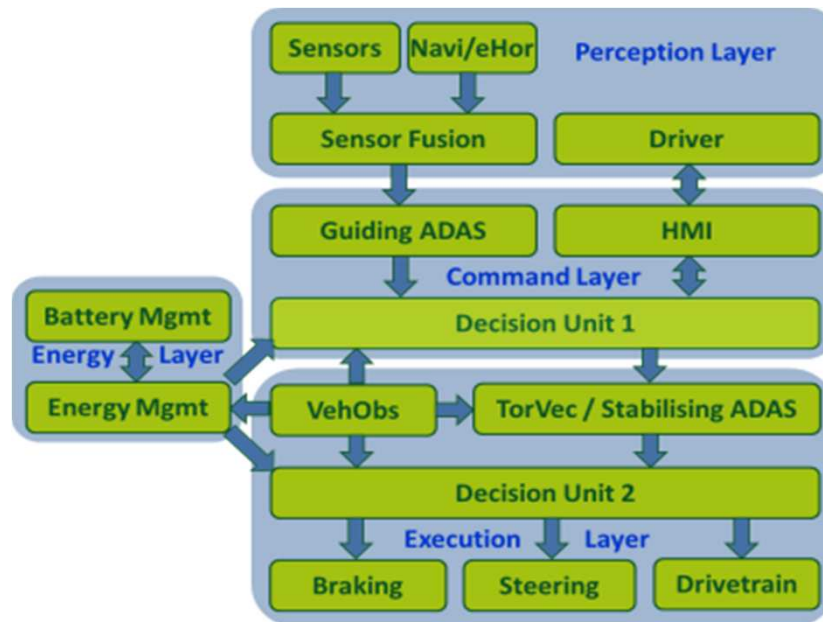 Sensors
Navi/eHor
Perception Layer
Sensor Fusion
Driver
Guiding ADAS
HMI
Command Layer
Battery Mgmt
Decision Unit 1
Energy Layer
Energy Mgmt
VehObs
TorVec / Stabilising ADAS
Decision Unit 2
Execution Layer
Braking
Steering
Drivetrain